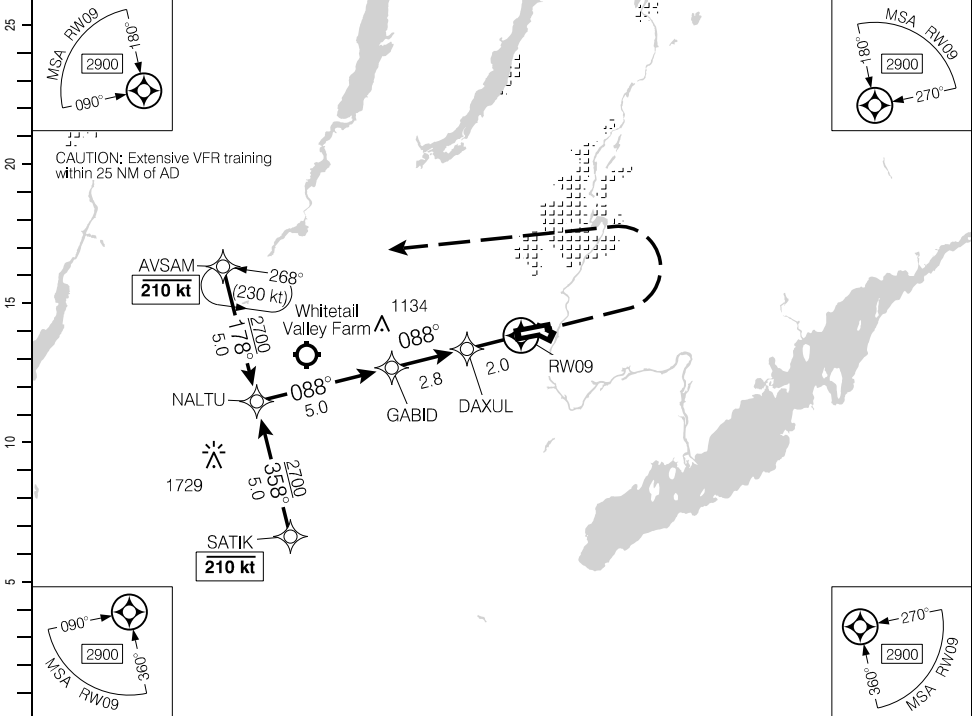 25
20
15
10
5
MSA RW09
180°
2900
090°
MSA RW09
180°
2900
270°
CAUTION: Extensive VFR training
within 25 NM of AD
AVSAM
210 kt
268°
(230 kt)
2700
178°
5.0
Whitetail
Valley Farm
1134
088°
2.8
2.0
RW09
DAXUL
GABID
NALTU
088°
5.0
1729
2700
358°
5.0
SATIK
210 kt
090°
2900
360°
MSA RW09
270°
2900
360°
MSA RW09